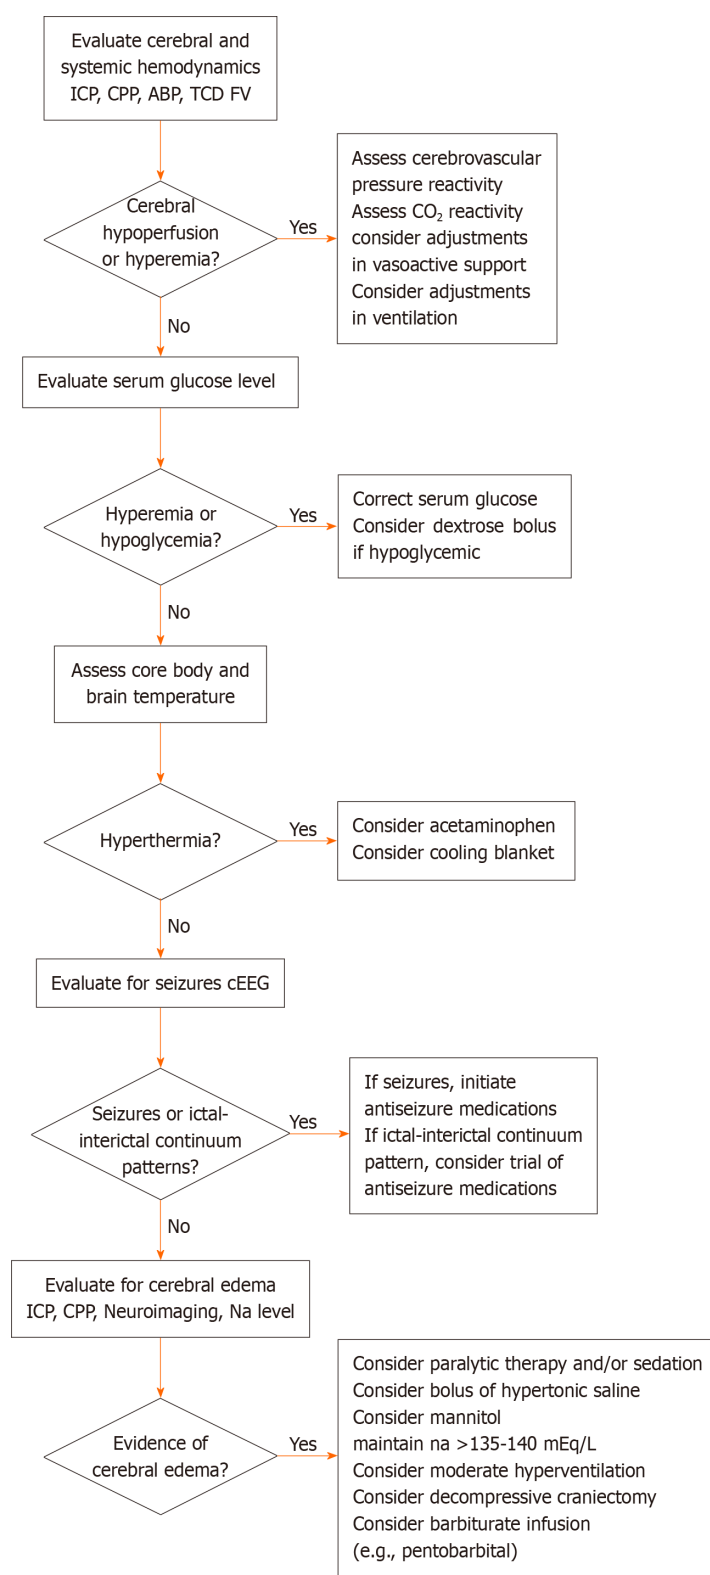 Evaluate cerebral and
systemic hemodynamics
ICP, CPP, ABP, TCD FV
Cerebral
hypoperfusion
or hyperemia?
Yes
Assess cerebrovascular
pressure reactivity
Assess CO₂ reactivity
consider adjustments
in vasoactive support
Consider adjustments
in ventilation
No
Evaluate serum glucose level
Hyperemia or
hypoglycemia?
Yes
Correct serum glucose
Consider dextrose bolus
if hypoglycemic
No
Assess core body and
brain temperature
Hyperthermia?
Yes
Consider acetaminophen
Consider cooling blanket
No
Evaluate for seizures cEEG
Seizures or ictal-
interictal continuum
patterns?
Yes
If seizures, initiate
antiseizure medications
If ictal-interictal continuum
pattern, consider trial of
antiseizure medications
No
Evaluate for cerebral edema
ICP, CPP, Neuroimaging, Na level
Evidence of
cerebral edema?
Yes
Consider paralytic therapy and/or sedation
Consider bolus of hypertonic saline
Consider mannitol
maintain na >135-140 mEq/L
Consider moderate hyperventilation
Consider decompressive craniectomy
Consider barbiturate infusion
(e.g., pentobarbital)